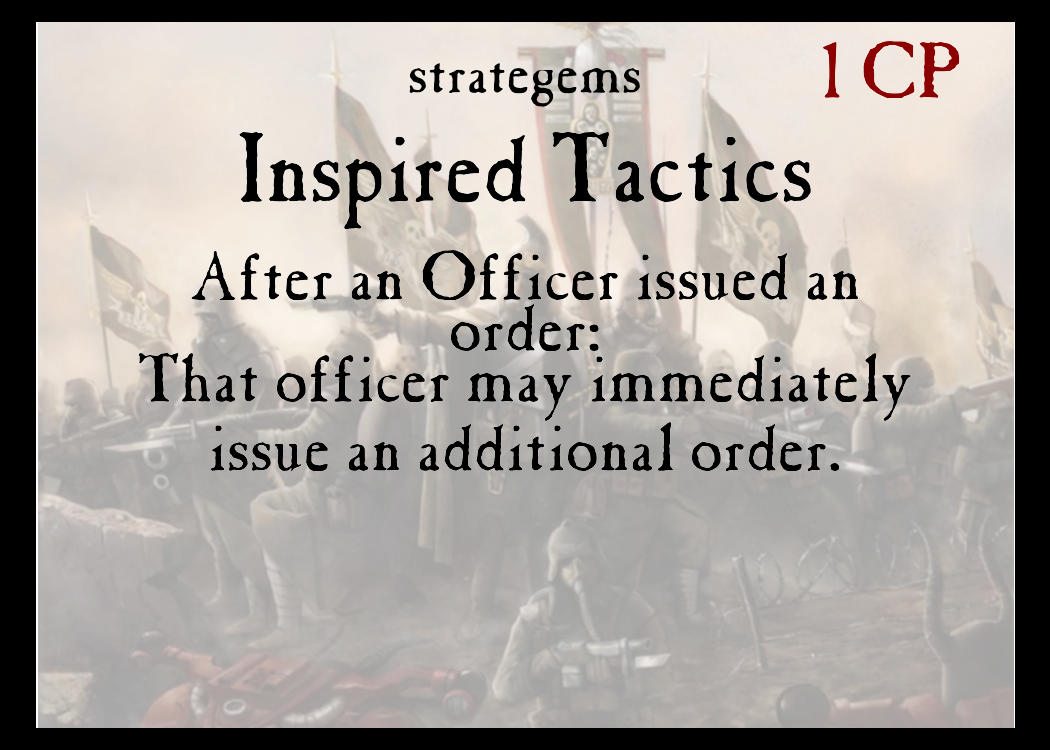 1 CP
strategems
Inspired Tactics
After an Officer issued an
order:
That officer may immediately
issue an additional order.